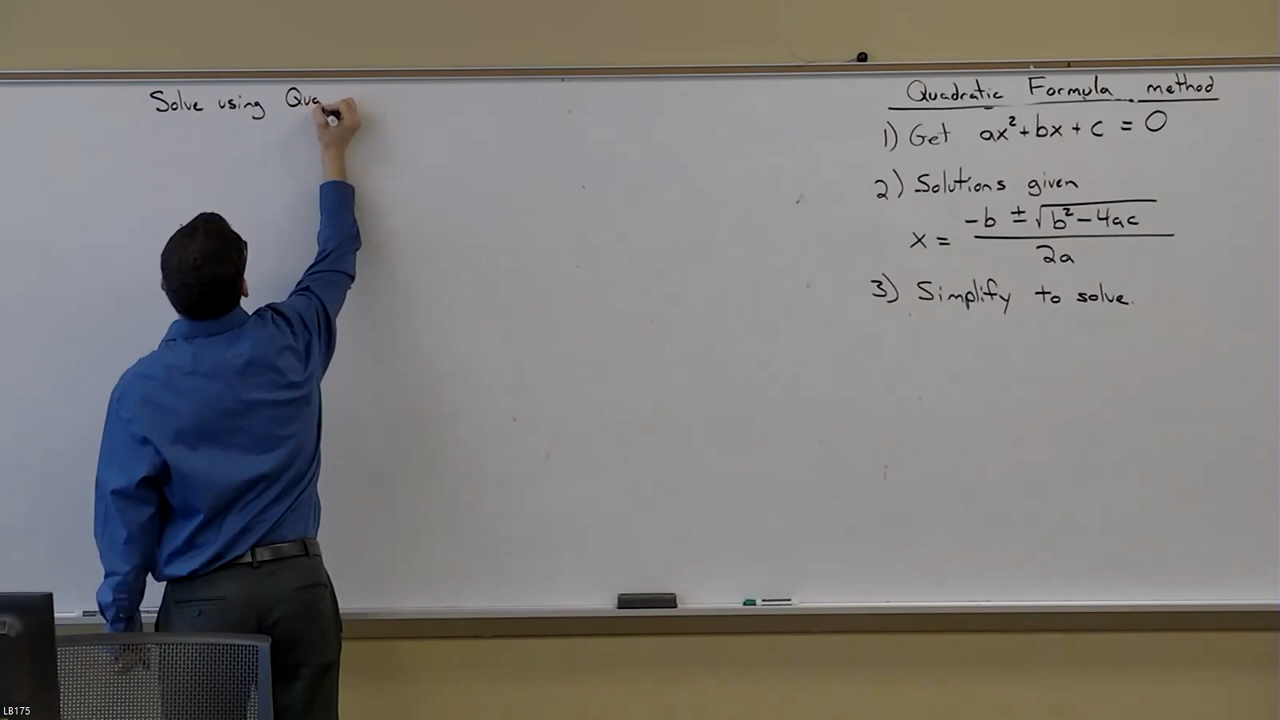 Solve using Qua
Quadratic Formula method
1) Get ax²+bx+c = 0
2) Solutions given
x = -b ± √b²-4ac / 2a
3) Simplify to solve.
LB175